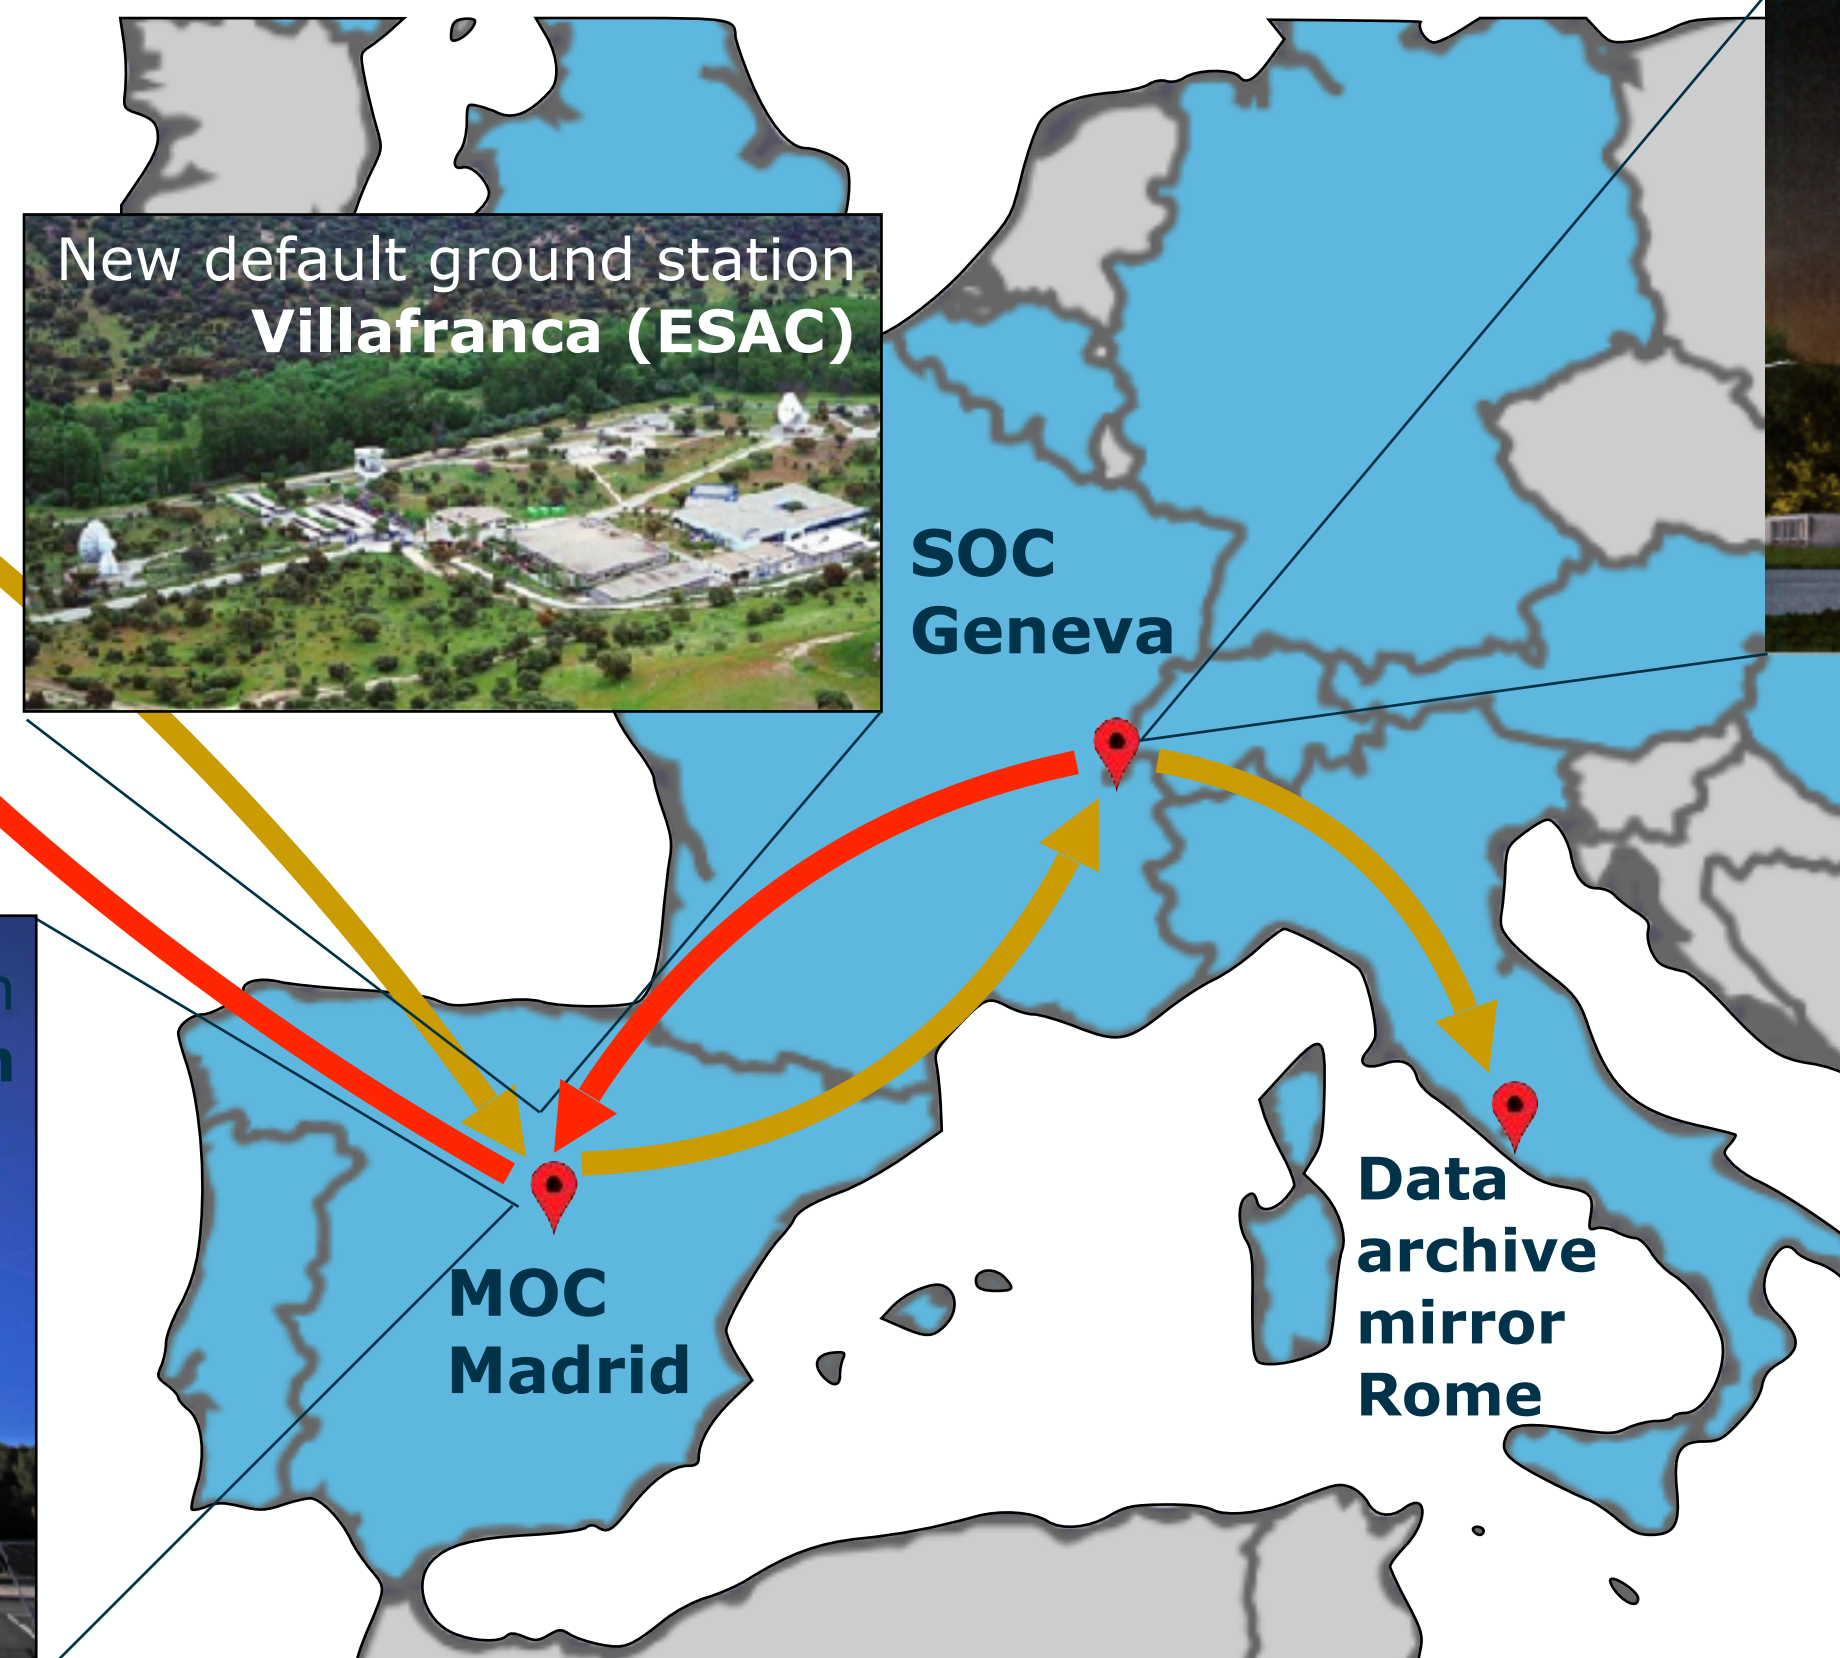 New default ground station
Villafranca (ESAC)
SOC
Geneva
MOC
Madrid
Data
archive
mirror
Rome